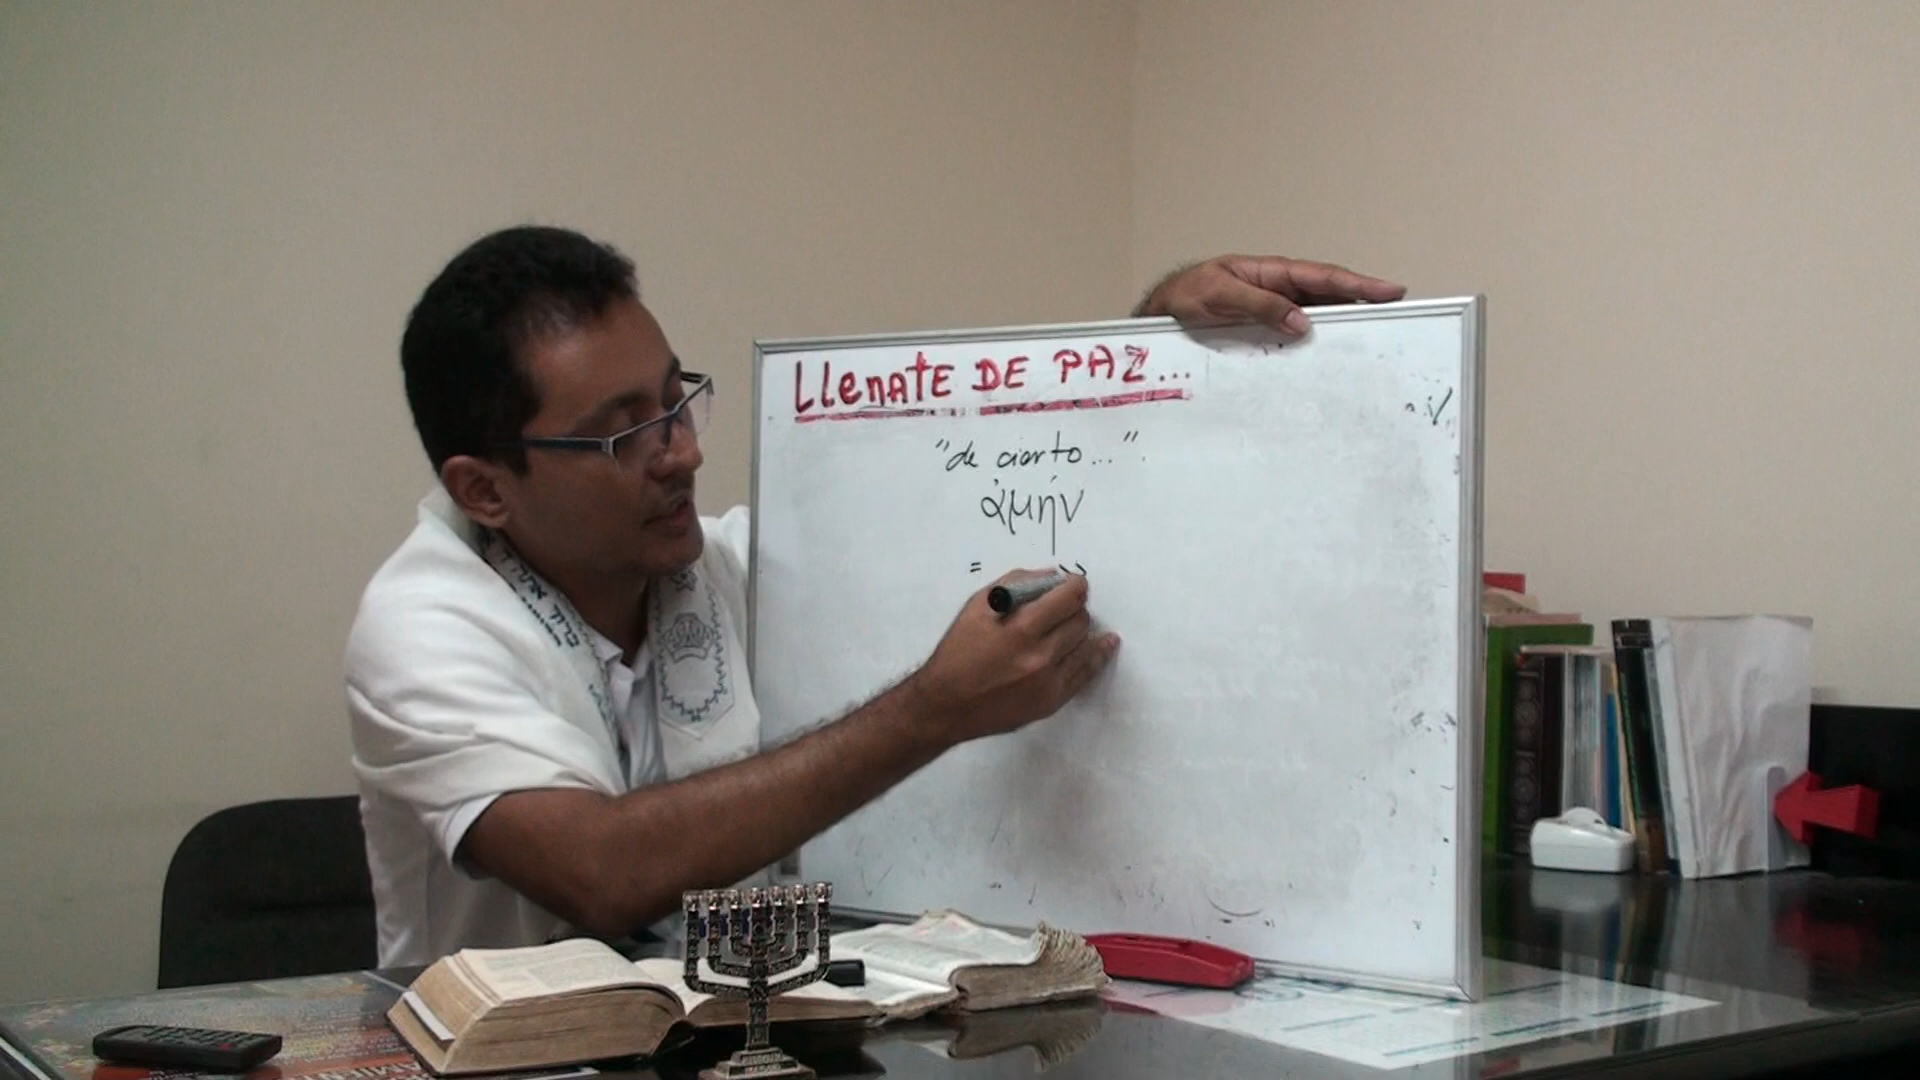 LLenATE DE PAZ...
"de cierto...".
ἀμήν
=